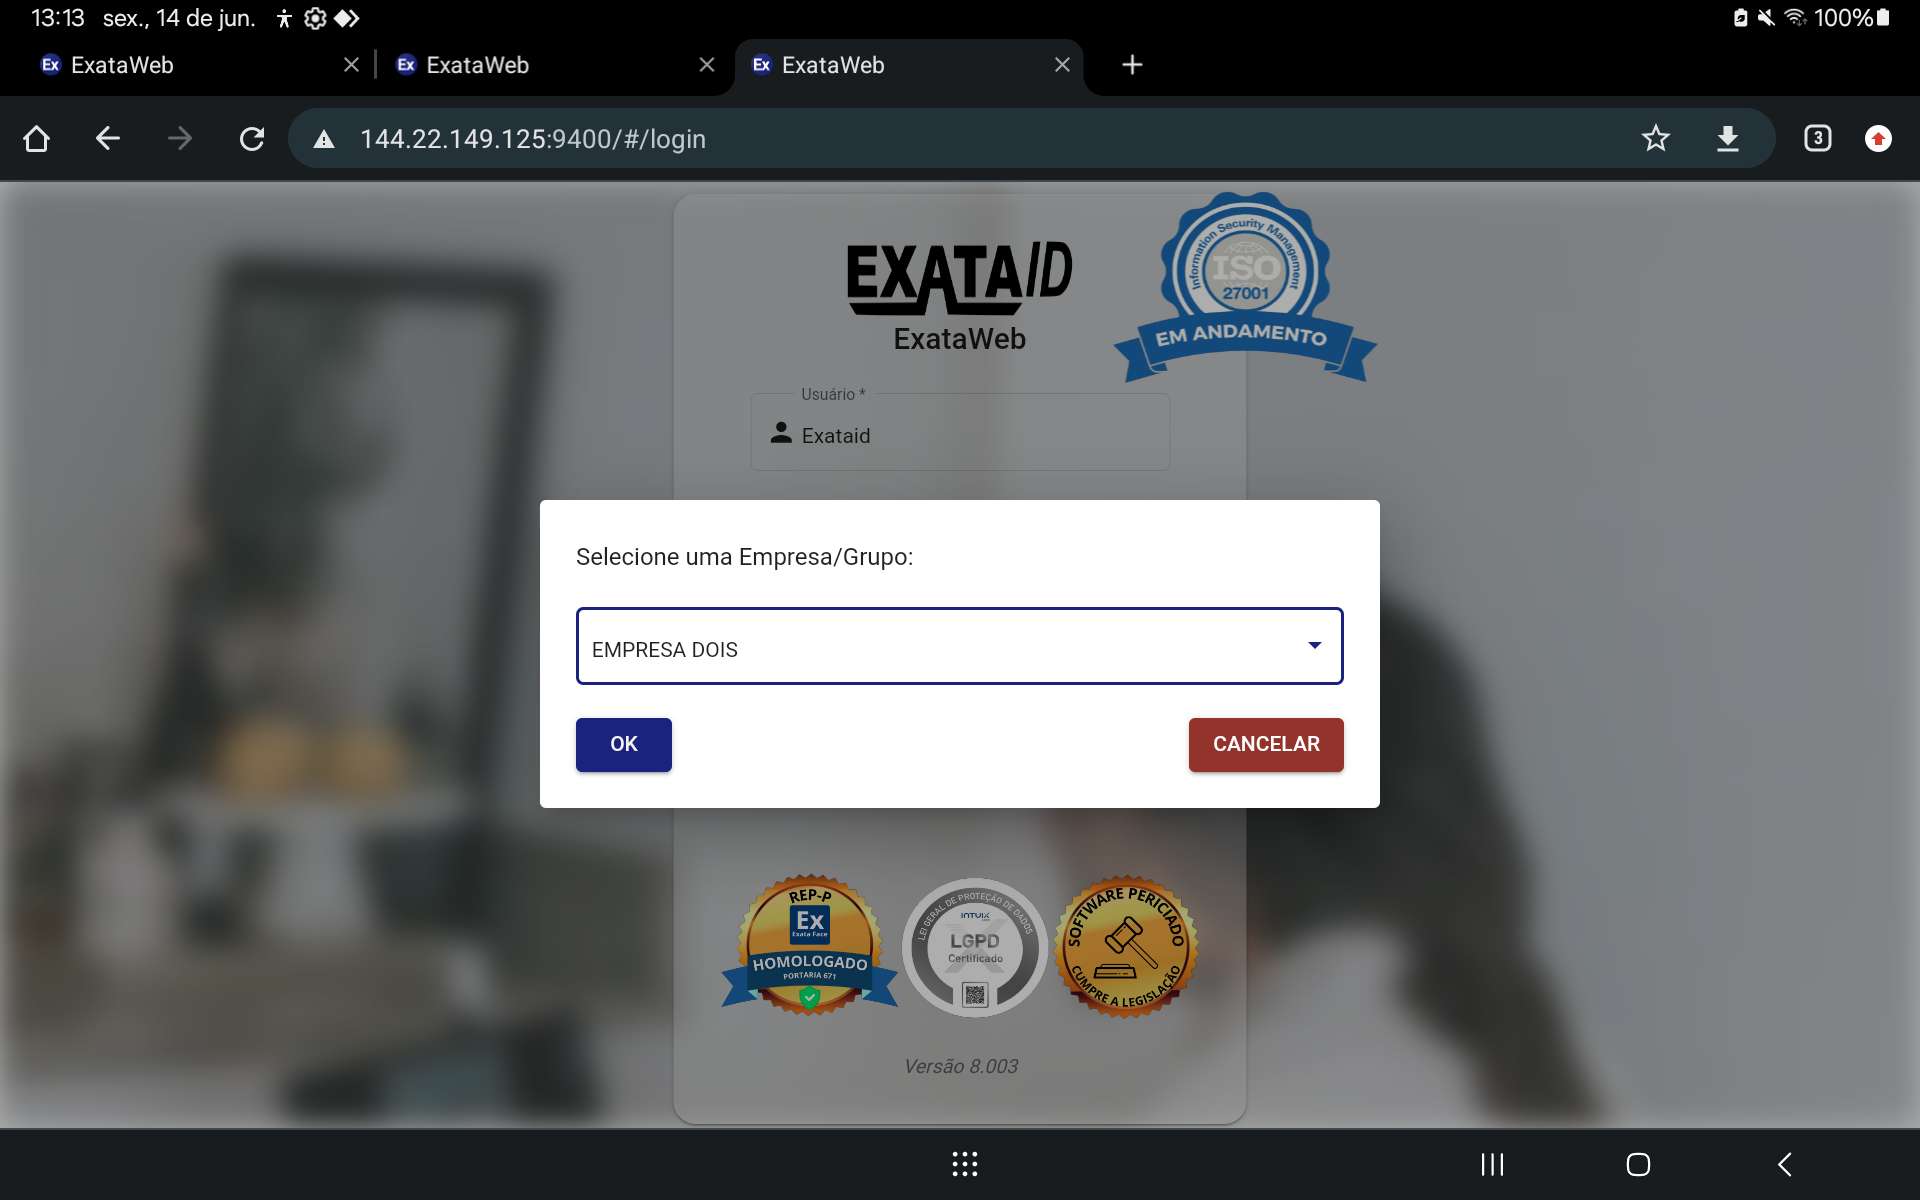 13:13 sex., 14 de jun. 100%
Ex ExataWeb
Ex ExataWeb
Ex ExataWeb
144.22.149.125:9400/#/login
3
EXATAID
ExataWeb
Information Security Management
ISO
27001
EM ANDAMENTO
Usuário *
Exataid
Selecione uma Empresa/Grupo:
EMPRESA DOIS
OK
CANCELAR
REP-P
Ex
Exata Face
HOMOLOGADO
PORTARIA 671
LEI GERAL DE PROTEÇÃO DE DADOS
INTUIX
LGPD
Certificado
SOFTWARE PERICIADO
CUMPRE A LEGISLAÇÃO
Versão 8.003